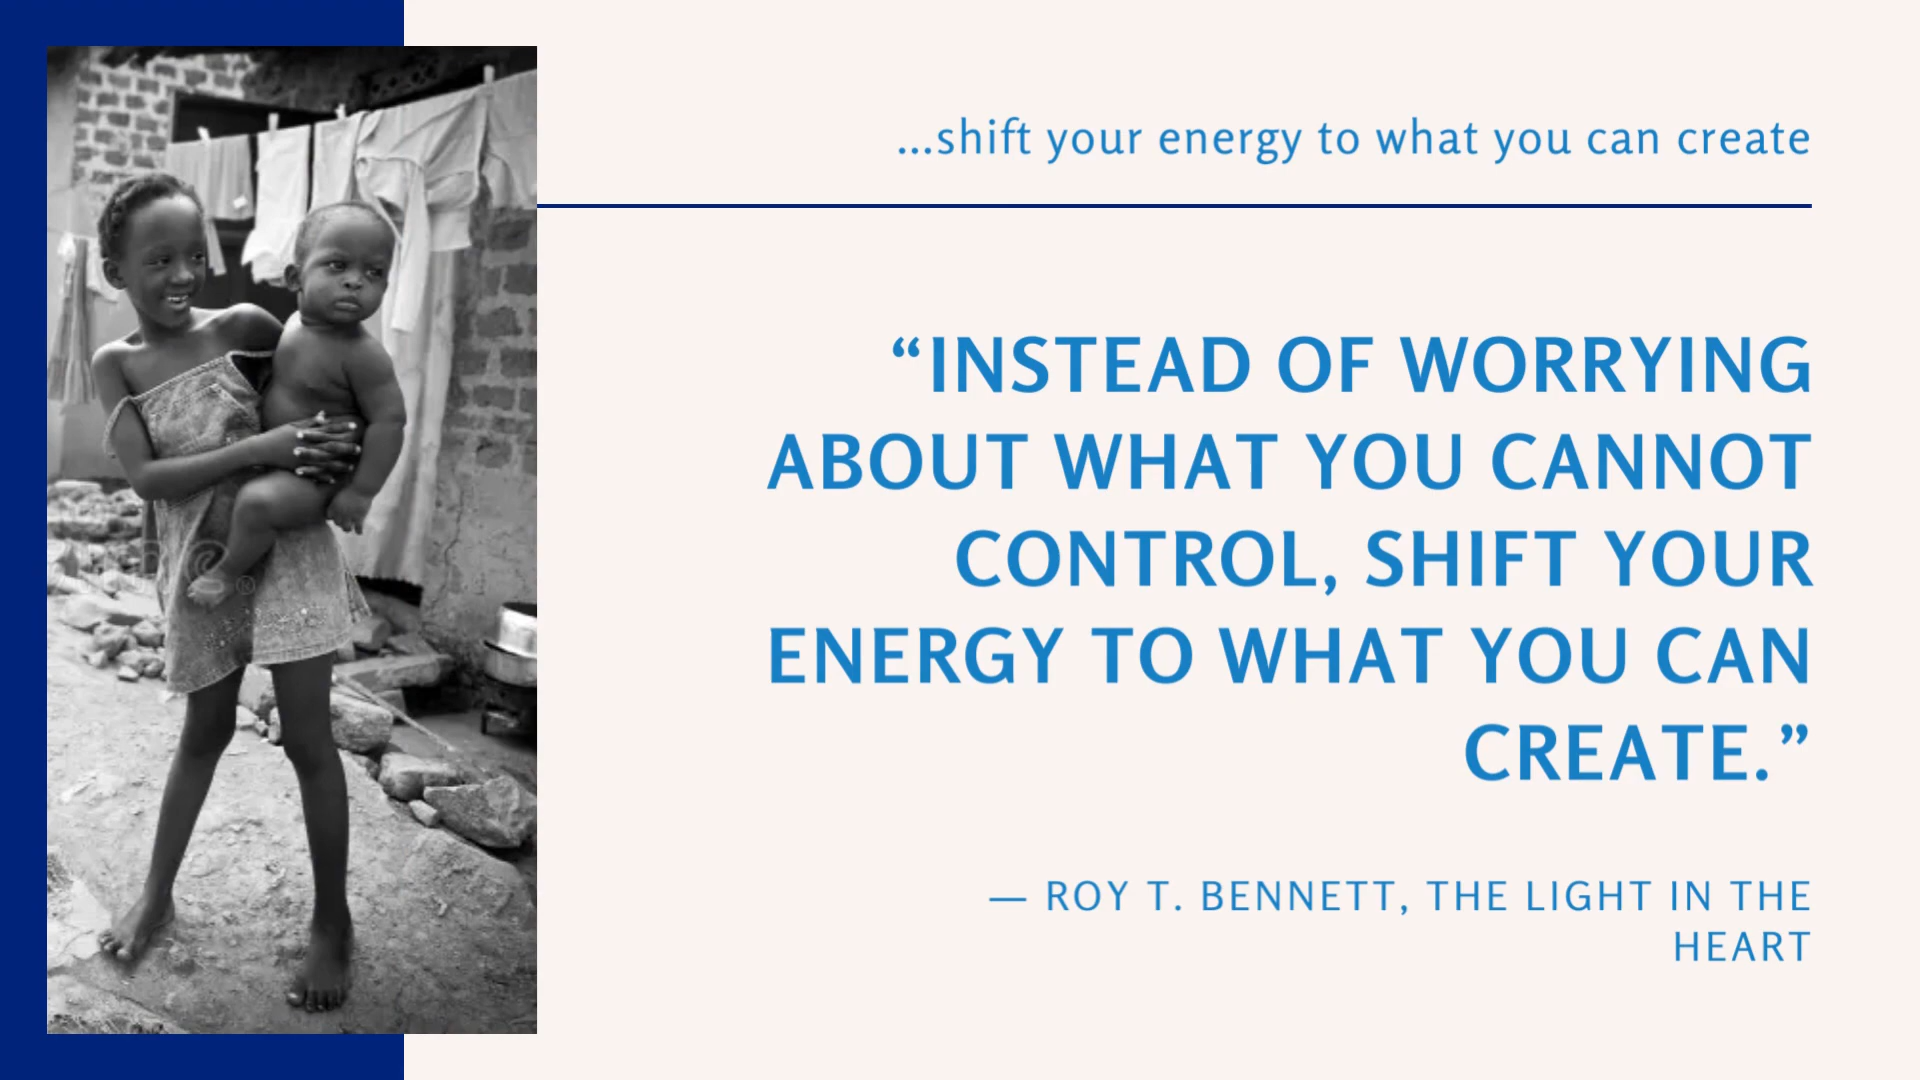 ...shift your energy to what you can create
“INSTEAD OF WORRYING
ABOUT WHAT YOU CANNOT
CONTROL, SHIFT YOUR
ENERGY TO WHAT YOU CAN
CREATE.”
— ROY T. BENNETT, THE LIGHT IN THE
HEART